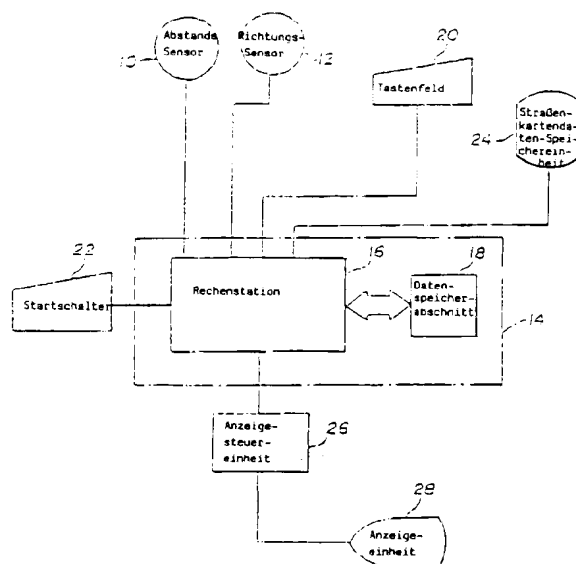 Abstands
Sensor
10
Richtungs-
Sensor
12
20
Tastenfeld
Straßen-
kartenda-
ten-Spei-
cherein-
heit
24
22
Startschalter
16
Rechenstation
18
Daten-
speicher-
abschnitt
14
Anzeige-
steuer-
einheit
26
28
Anzeige-
einheit